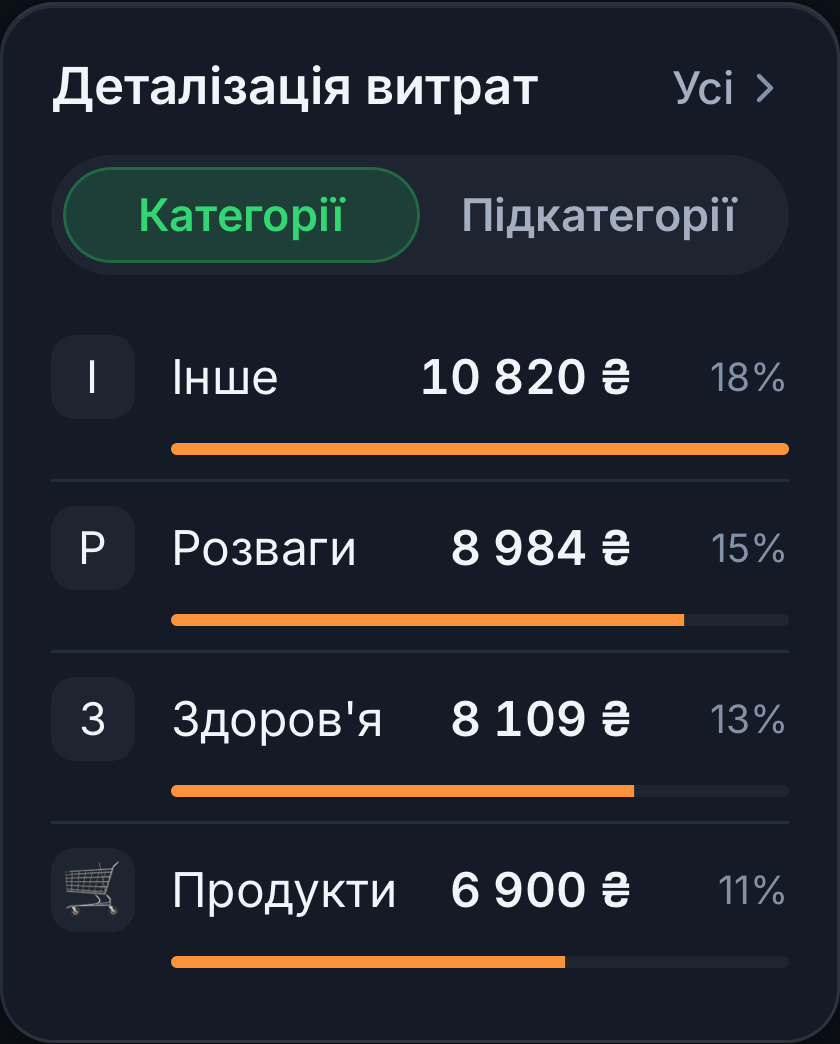 Деталізація витрат Усі
Категорії Підкатегорії
І Інше 10 820 ₴ 18%
Р Розваги 8 984 ₴ 15%
З Здоров'я 8 109 ₴ 13%
Продукти 6 900 ₴ 11%